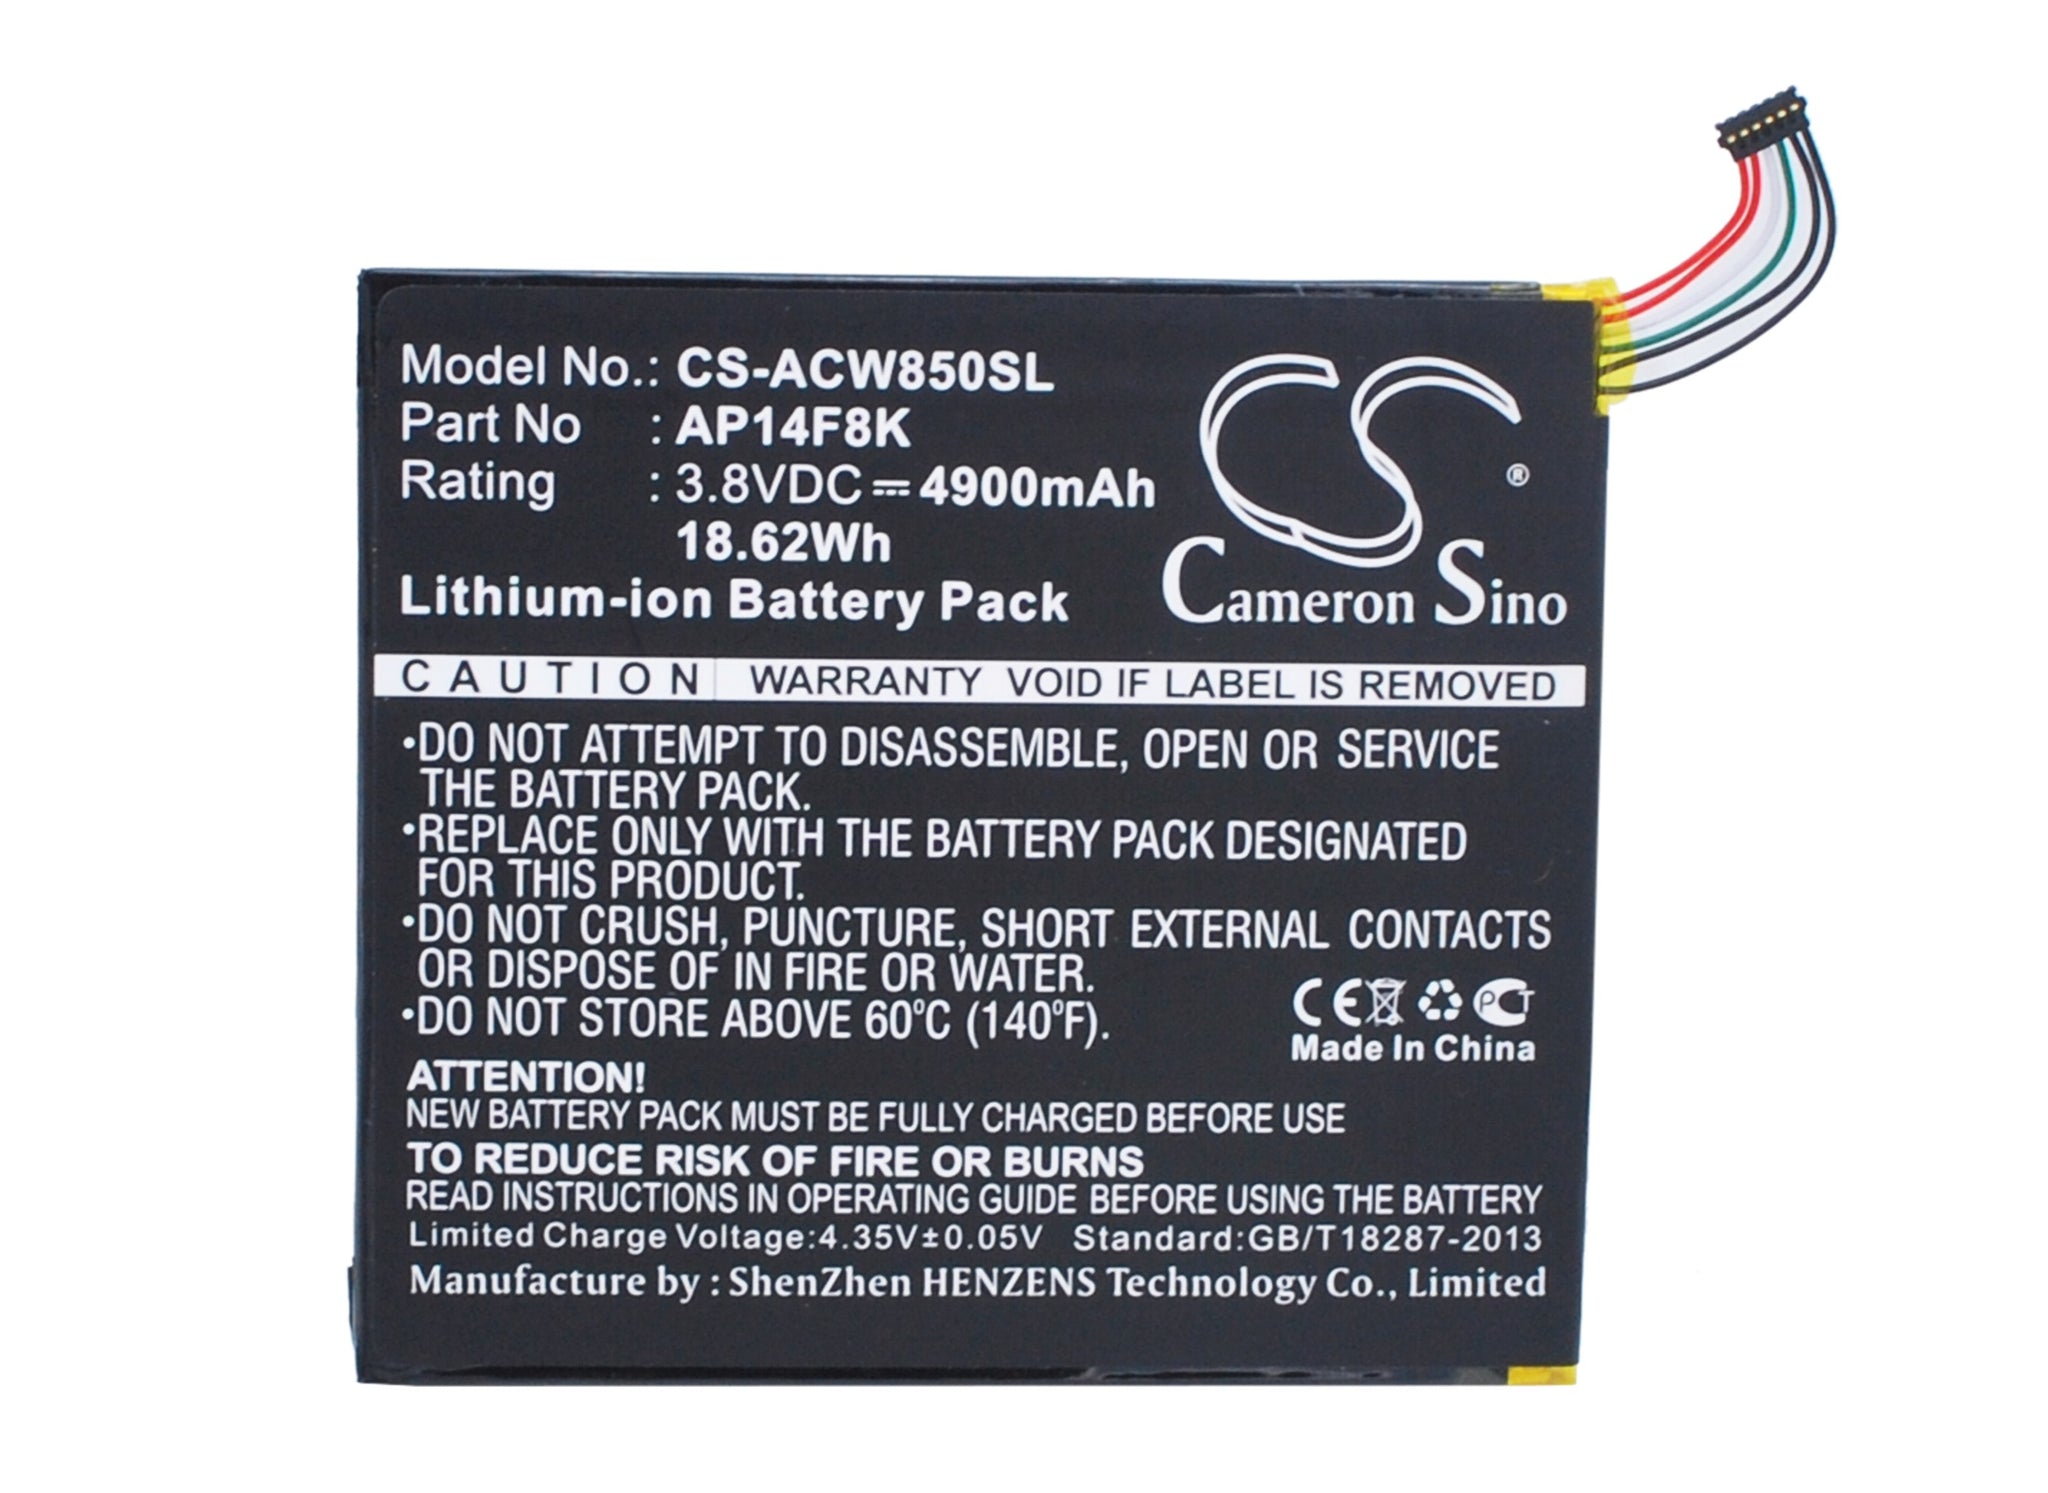 Model No.: CS-ACW850SL
Part No : AP14F8K
Rating : 3.8VDC ⎓ 4900mAh
18.62Wh
Lithium-ion Battery Pack
CS
®
Cameron Sino
CAUTION WARRANTY VOID IF LABEL IS REMOVED
•DO NOT ATTEMPT TO DISASSEMBLE, OPEN OR SERVICE
THE BATTERY PACK.
•REPLACE ONLY WITH THE BATTERY PACK DESIGNATED
FOR THIS PRODUCT.
•DO NOT CRUSH, PUNCTURE, SHORT EXTERNAL CONTACTS
OR DISPOSE OF IN FIRE OR WATER.
•DO NOT STORE ABOVE 60°C (140°F).
CE PCT
Made In China
ATTENTION!
NEW BATTERY PACK MUST BE FULLY CHARGED BEFORE USE
TO REDUCE RISK OF FIRE OR BURNS
READ INSTRUCTIONS IN OPERATING GUIDE BEFORE USING THE BATTERY
Limited Charge Voltage:4.35V±0.05V Standard:GB/T18287-2013
Manufacture by : ShenZhen HENZENS Technology Co., Limited